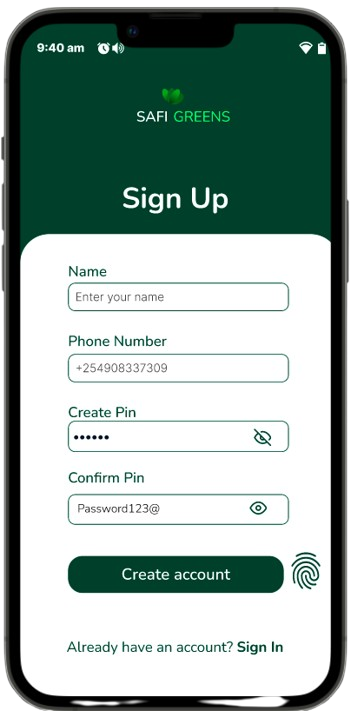 9:40 am
SAFI GREENS
Sign Up
Name
Enter your name
Phone Number
+254908337309
Create Pin
••••••
Confirm Pin
Password123@
Create account
Already have an account? Sign In